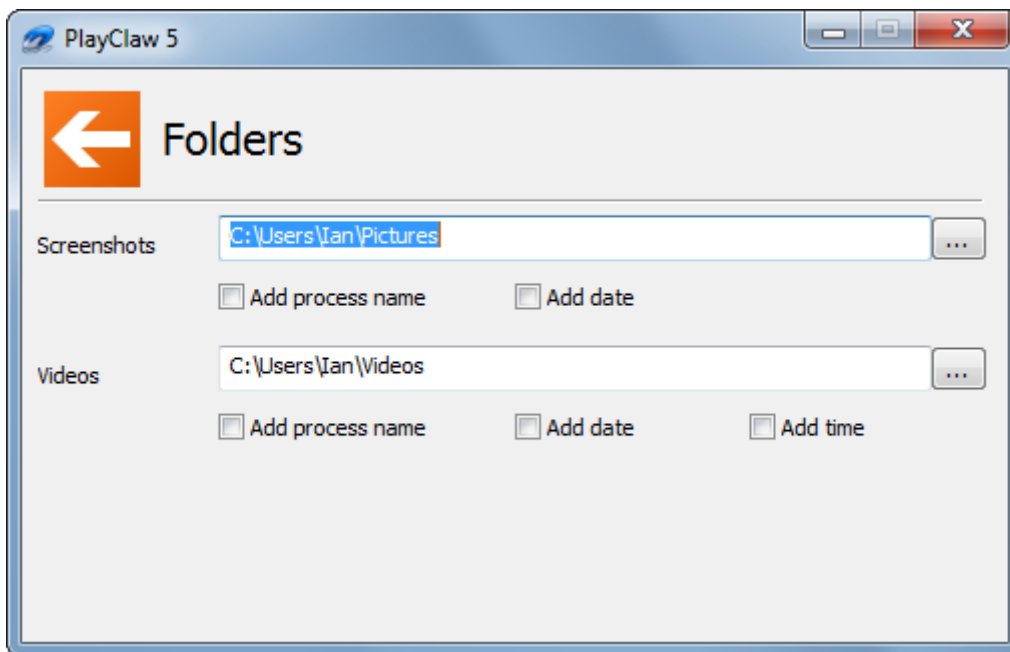 PlayClaw 5
Folders
Screenshots C:\Users\Ian\Pictures ...
Add process name Add date
Videos C:\Users\Ian\Videos ...
Add process name Add date Add time